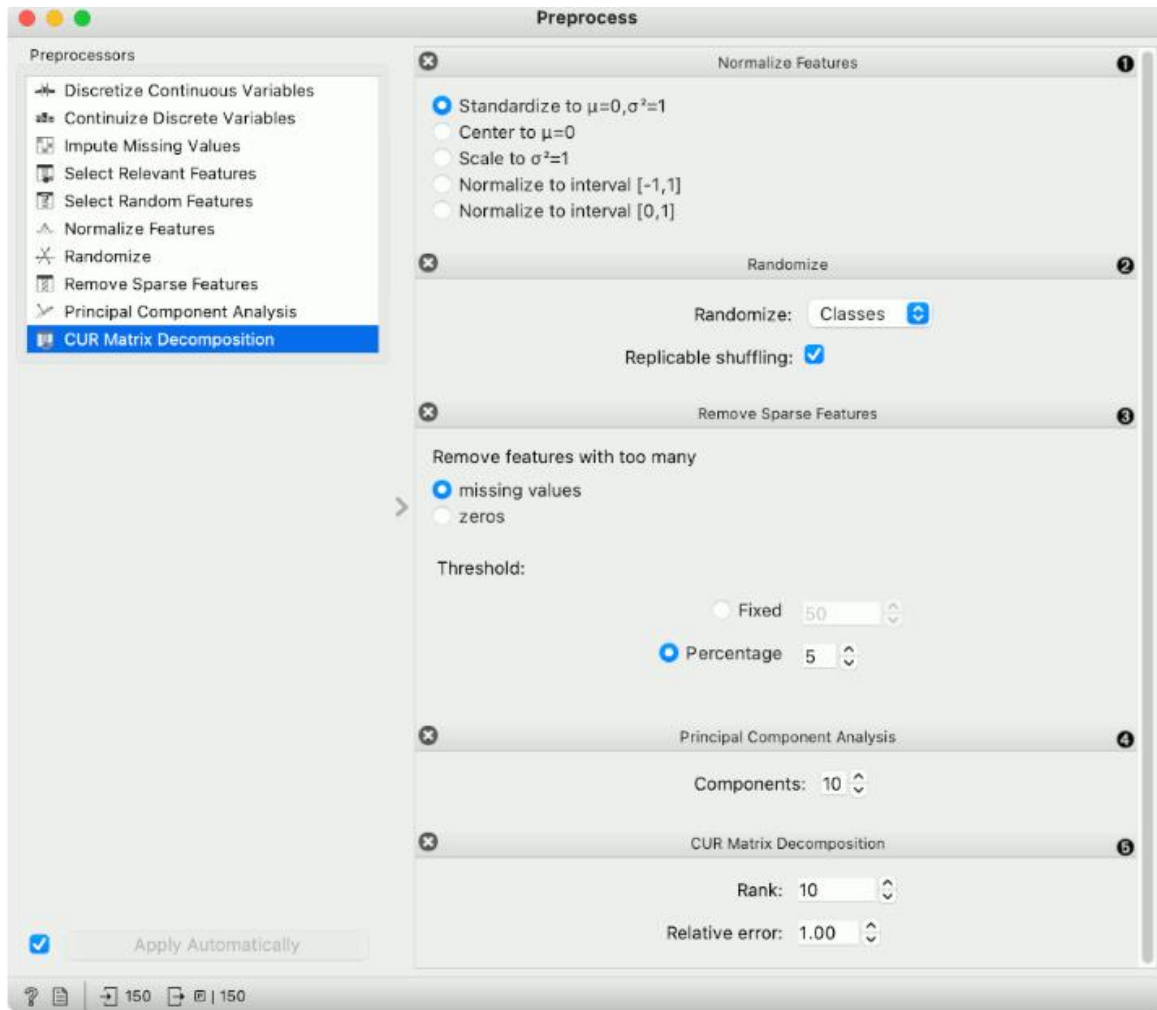 Preprocess
Preprocessors
Discretize Continuous Variables
Continuize Discrete Variables
Impute Missing Values
Select Relevant Features
Select Random Features
Normalize Features
Randomize
Remove Sparse Features
Principal Component Analysis
CUR Matrix Decomposition
Apply Automatically
Normalize Features 1
Standardize to μ=0,σ²=1
Center to μ=0
Scale to σ²=1
Normalize to interval [-1,1]
Normalize to interval [0,1]
Randomize 2
Randomize: Classes
Replicable shuffling:
Remove Sparse Features 3
Remove features with too many
missing values
zeros
Threshold:
Fixed 50
Percentage 5
Principal Component Analysis 4
Components: 10
CUR Matrix Decomposition 5
Rank: 10
Relative error: 1.00
? 150 P | 150